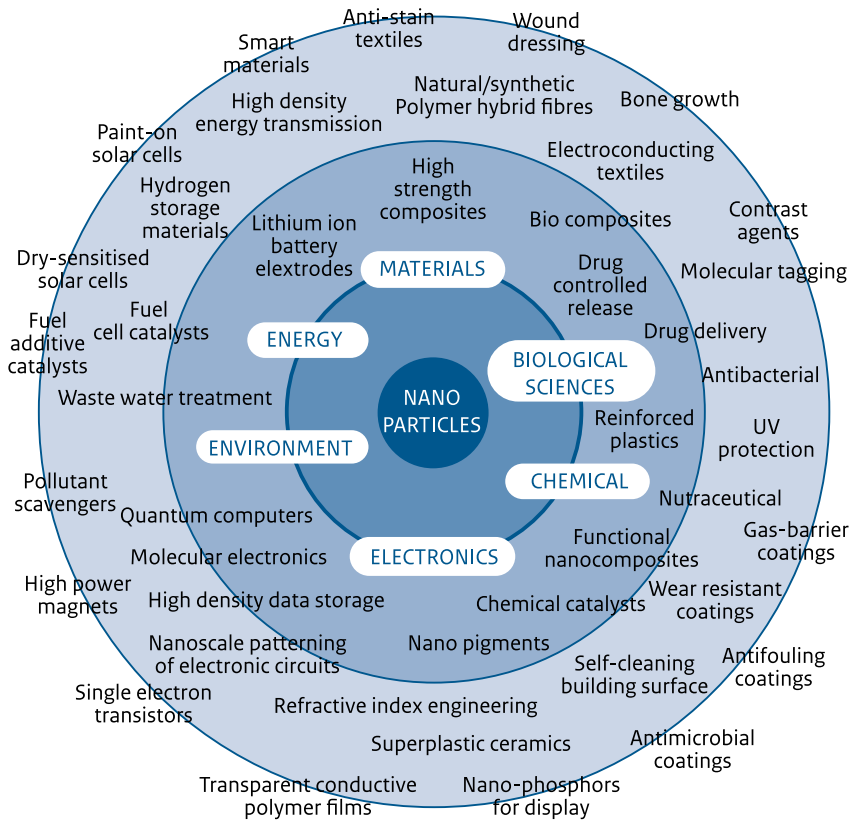 Anti-stain
textiles
Wound
dressing
Smart
materials
Natural/synthetic
Polymer hybrid fibres
High density
energy transmission
Bone growth
Paint-on
solar cells
Electroconducting
textiles
High
strength
composites
Hydrogen
storage
materials
Lithium ion
battery
elextrodes
Bio composites
Contrast
agents
Dry-sensitised
solar cells
MATERIALS
Drug
controlled
release
Molecular tagging
Fuel
additive
catalysts
Fuel
cell catalysts
ENERGY
Drug delivery
BIOLOGICAL
SCIENCES
Antibacterial
Waste water treatment
NANO
PARTICLES
Reinforced
plastics
UV
protection
ENVIRONMENT
CHEMICAL
Pollutant
scavengers
Nutraceutical
Quantum computers
Functional
nanocomposites
Gas-barrier
coatings
Molecular electronics
ELECTRONICS
High power
magnets
High density data storage
Chemical catalysts
Wear resistant
coatings
Nanoscale patterning
of electronic circuits
Nano pigments
Self-cleaning
building surface
Antifouling
coatings
Single electron
transistors
Refractive index engineering
Superplastic ceramics
Antimicrobial
coatings
Transparent conductive
polymer films
Nano-phosphors
for display